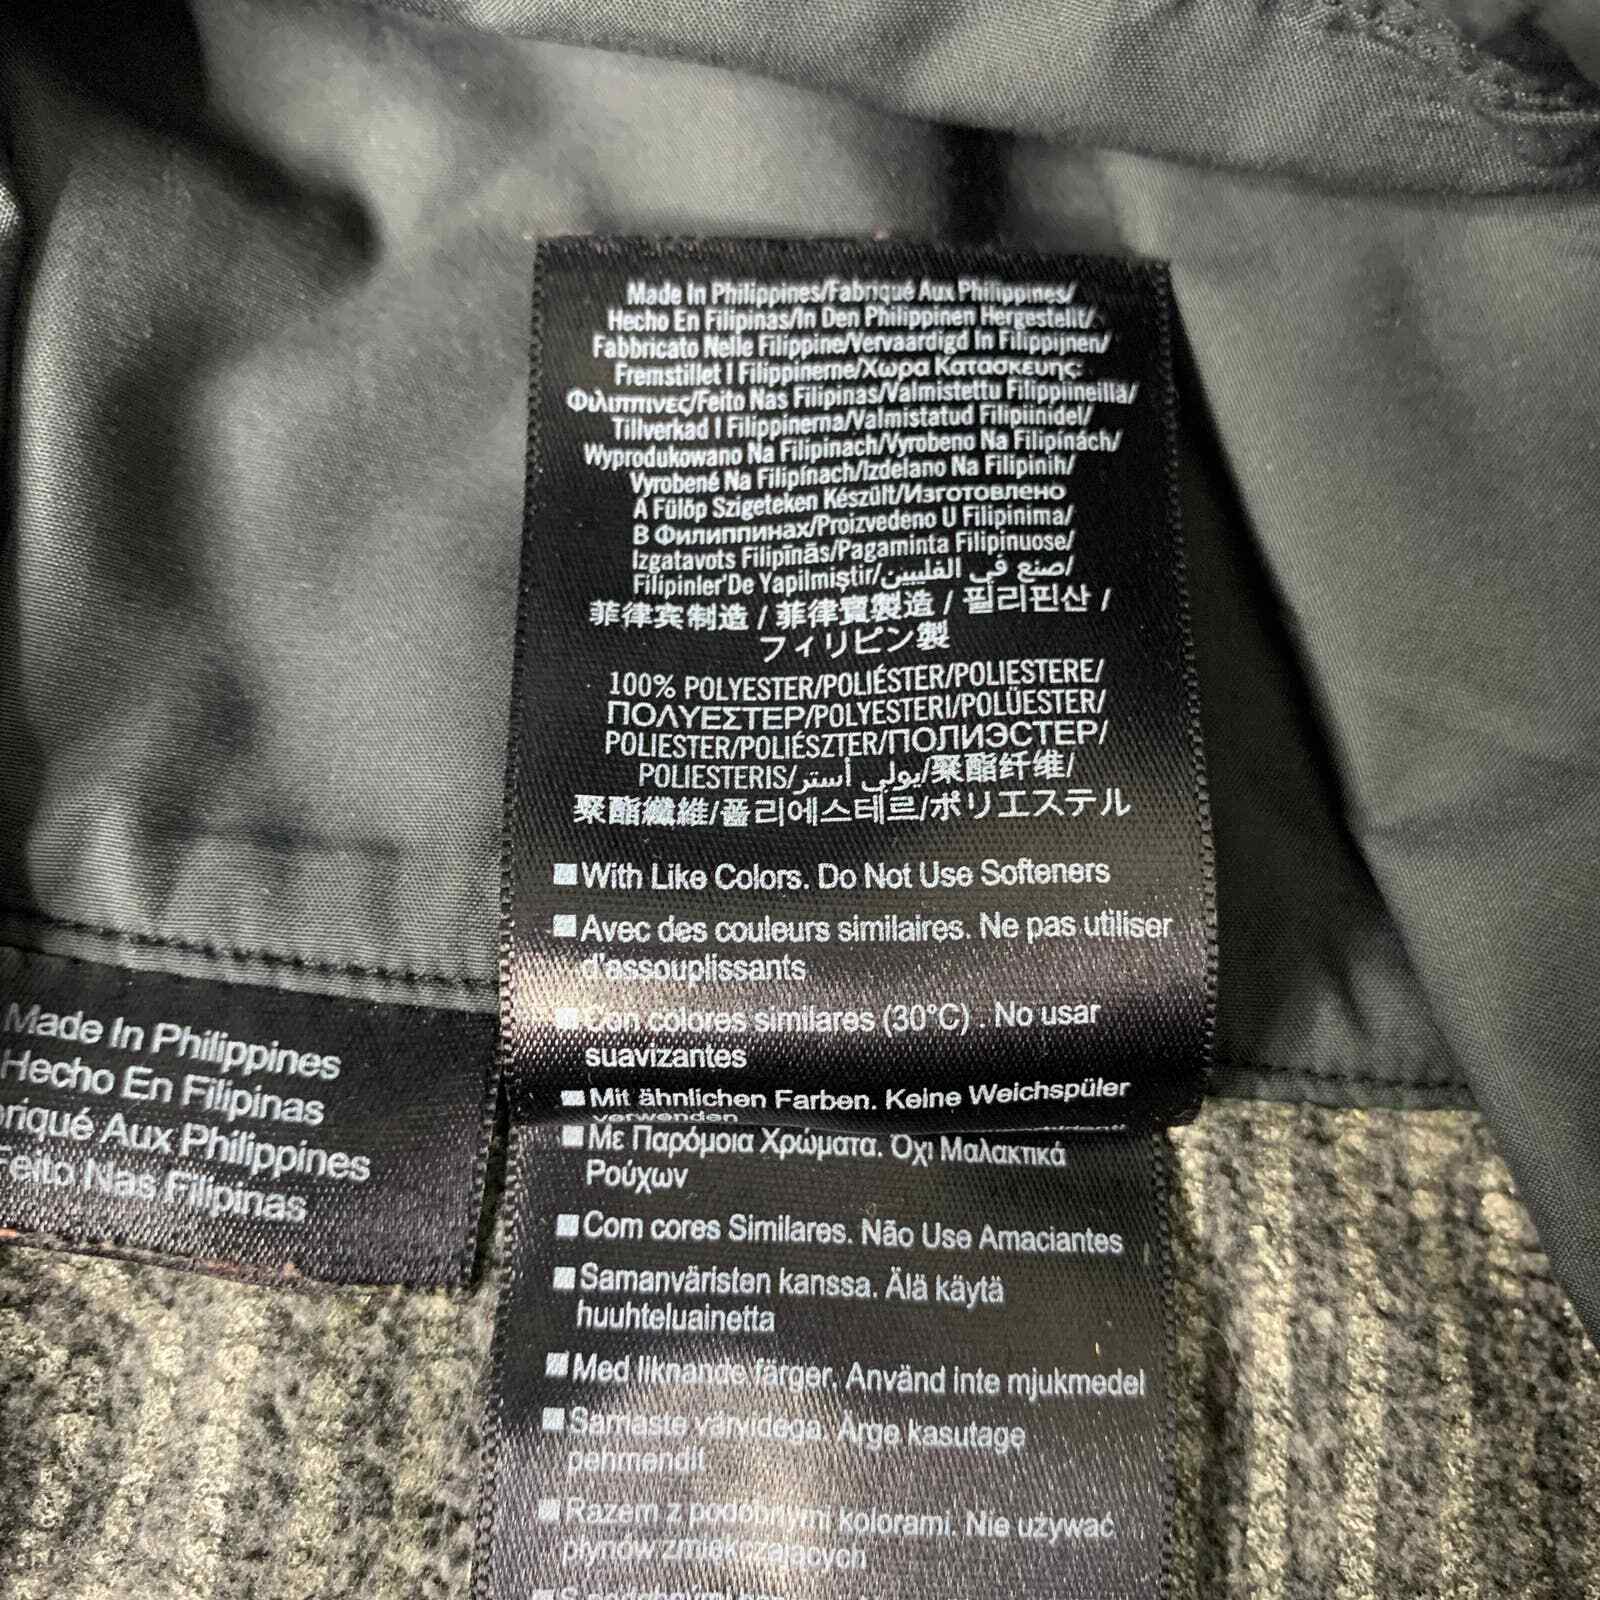 Made In Philippines/Fabriqué Aux Philippines/
Hecho En Filipinas/In Den Philippinen Hergestellt/
Fabbricato Nelle Filippine/Vervaardigd In Filippijnen/
Fremstillet I Filippinerne/Χωρα Κατασκευης:
Φιλιππινες/Feito Nas Filipinas/Valmistettu Filippiineillä/
Tillverkad I Filippinerna/Valmistatud Filipiinidel/
Wyprodukowano Na Filipinach/Vyrobeno Na Filipínách/
Vyrobené Na Filipínach/Izdelano Na Filipinih/
A Fülöp Szigeteken Készült/Изготовлено
В Филиппинах/Proizvedeno U Filipinima/
Izgatavots Filipīnās/Pagaminta Filipinuose/
Filipinler'De Yapilmiştir/صنع في الفلبيين/
菲律宾制造 / 菲律賓製造 / 필리핀산 /
フィリピン製
100% POLYESTER/POLIÉSTER/POLIESTERE/
ΠΟΛΥΕΣΤΕΡ/POLYESTERI/POLÜESTER/
POLIESTER/POLIÉSZTER/ПОЛИЭСТЕР/
POLIESTERIS/بولي أستر/聚酯纤维/
聚酯纖維/폴리에스테르/ポリエステル
With Like Colors. Do Not Use Softeners
Avec des couleurs similaires. Ne pas utiliser
d'assouplissants
Con colores similares (30°C) . No usar
suavizantes
Mit ähnlichen Farben. Keine Weichspüler
verwenden
Με Παρόμοια Χρώματα. Όχι Μαλακτικά
Ρούχων
Com cores Similares. Não Use Amaciantes
Samanväristen kanssa. Älä käytä
huuhteluainetta
Med liknande färger. Använd inte mjukmedel
Samaste värvidega. Ärge kasutage
pehmendit
Razem z podobnymi kolorami. Nie używać
płynów zmiękczających
Made In Philippines
Hecho En Filipinas
riqué Aux Philippines
Feito Nas Filipinas